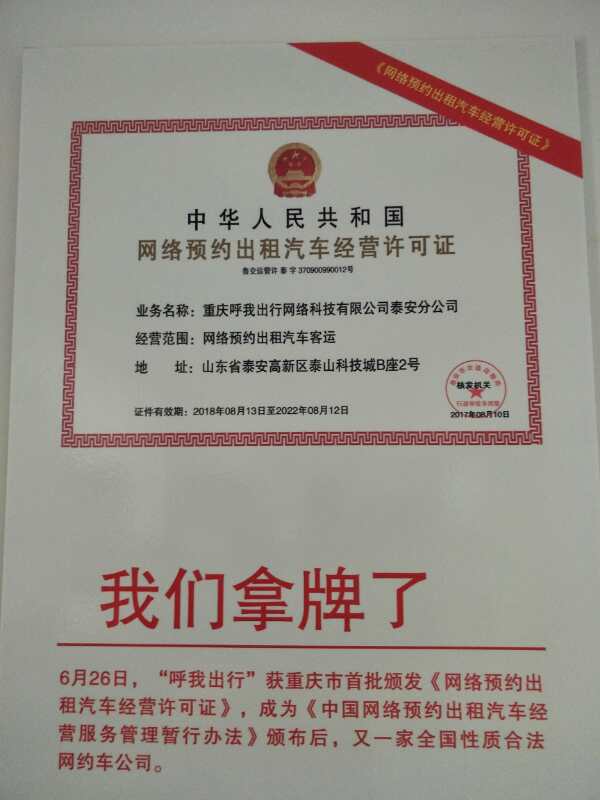 《网络预约出租汽车经营许可证》
中华人民共和国
网络预约出租汽车经营许可证
鲁交运管许 泰 字 370900990012号
业务名称：重庆呼我出行网络科技有限公司泰安分公司
经营范围：网络预约出租汽车客运
地 址：山东省泰安高新区泰山科技城B座2号
核发机关
证件有效期：2018年08月13日至2022年08月12日
2017年08月10日
我们拿牌了
6月26日，“呼我出行”获重庆市首批颁发《网络预约出
租汽车经营许可证》，成为《中国网络预约出租汽车经
营服务管理暂行办法》颁布后，又一家全国性质合法
网约车公司。